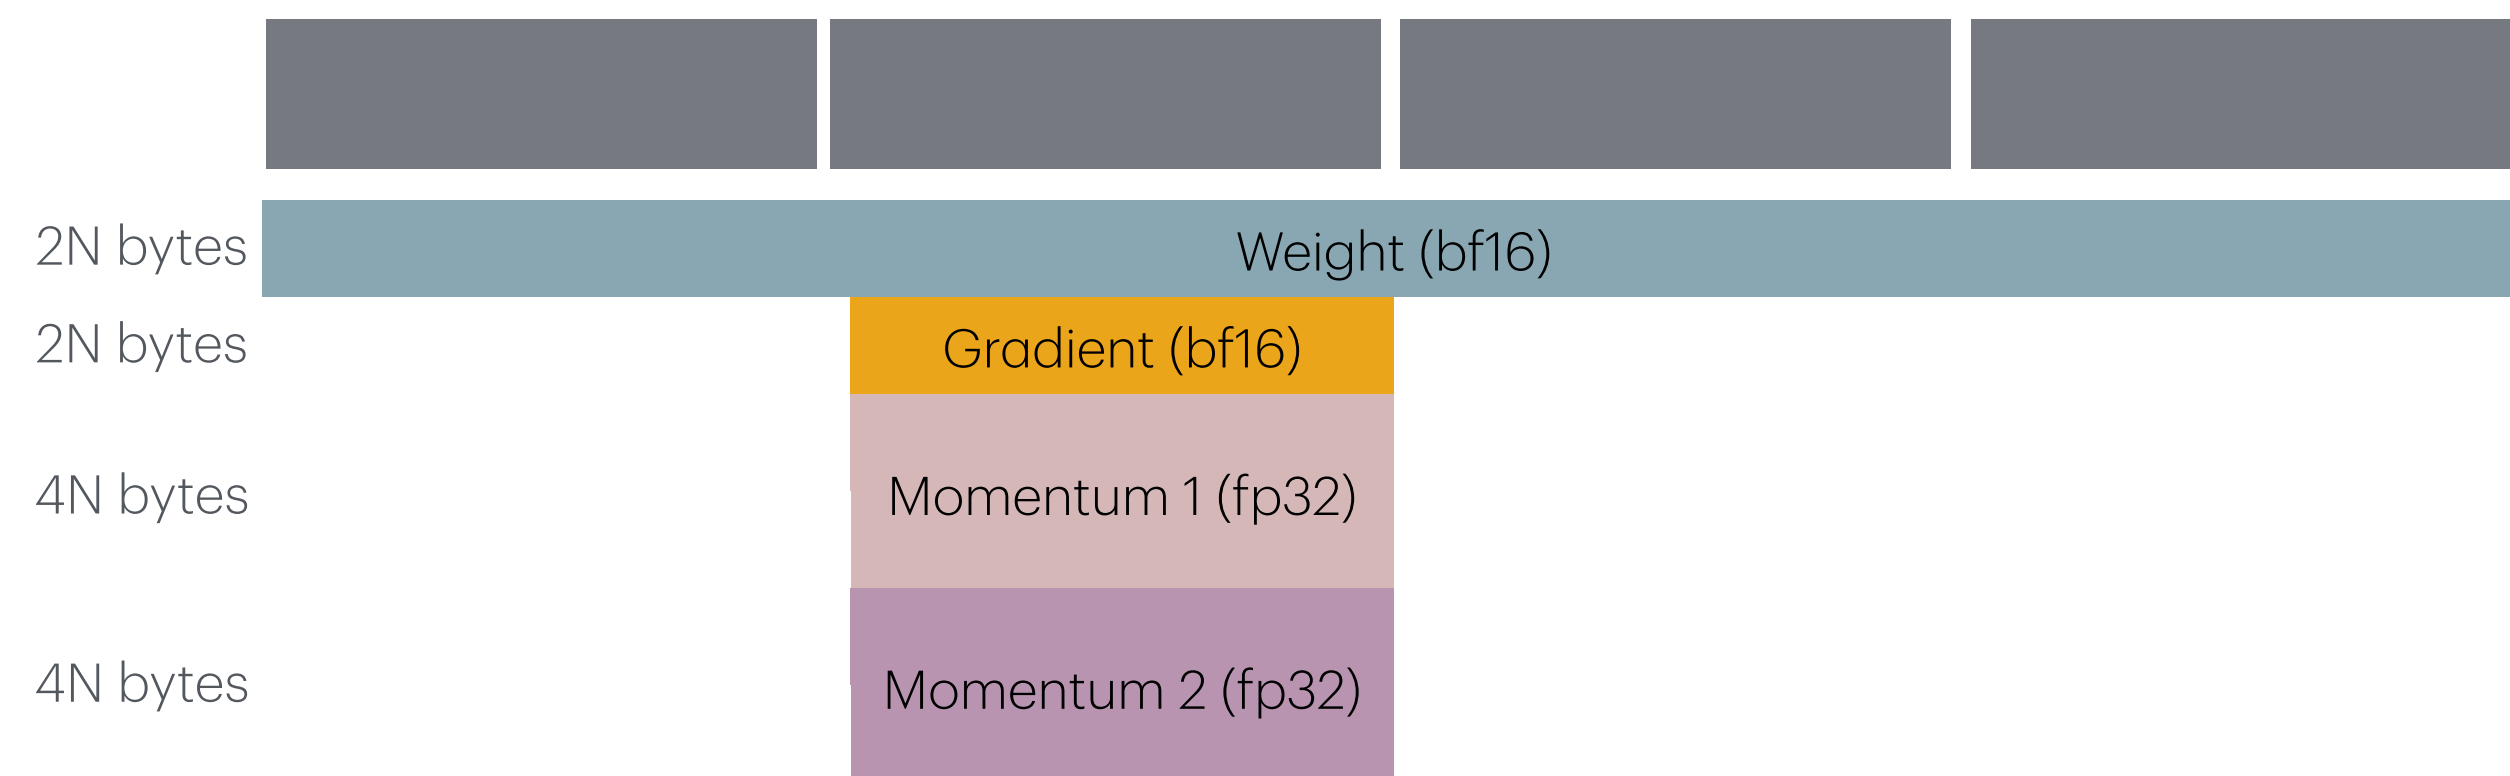 2N bytes Weight (bf16)
2N bytes Gradient (bf16)
4N bytes Momentum 1 (fp32)
4N bytes Momentum 2 (fp32)